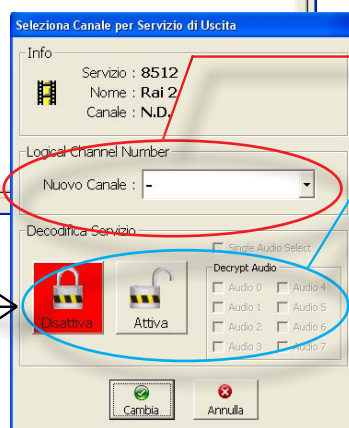 Seleziona Canale per Servizio di Uscita
Info
Servizio : 8512
Nome : Rai 2
Canale : N.D.
Logical Channel Number
Nuovo Canale : -
Decodifica Servizio
Single Audio Select
Disattiva
Attiva
Decrypt Audio
Audio 0 Audio 4
Audio 1 Audio 5
Audio 2 Audio 6
Audio 3 Audio 7
Cambia
Annulla